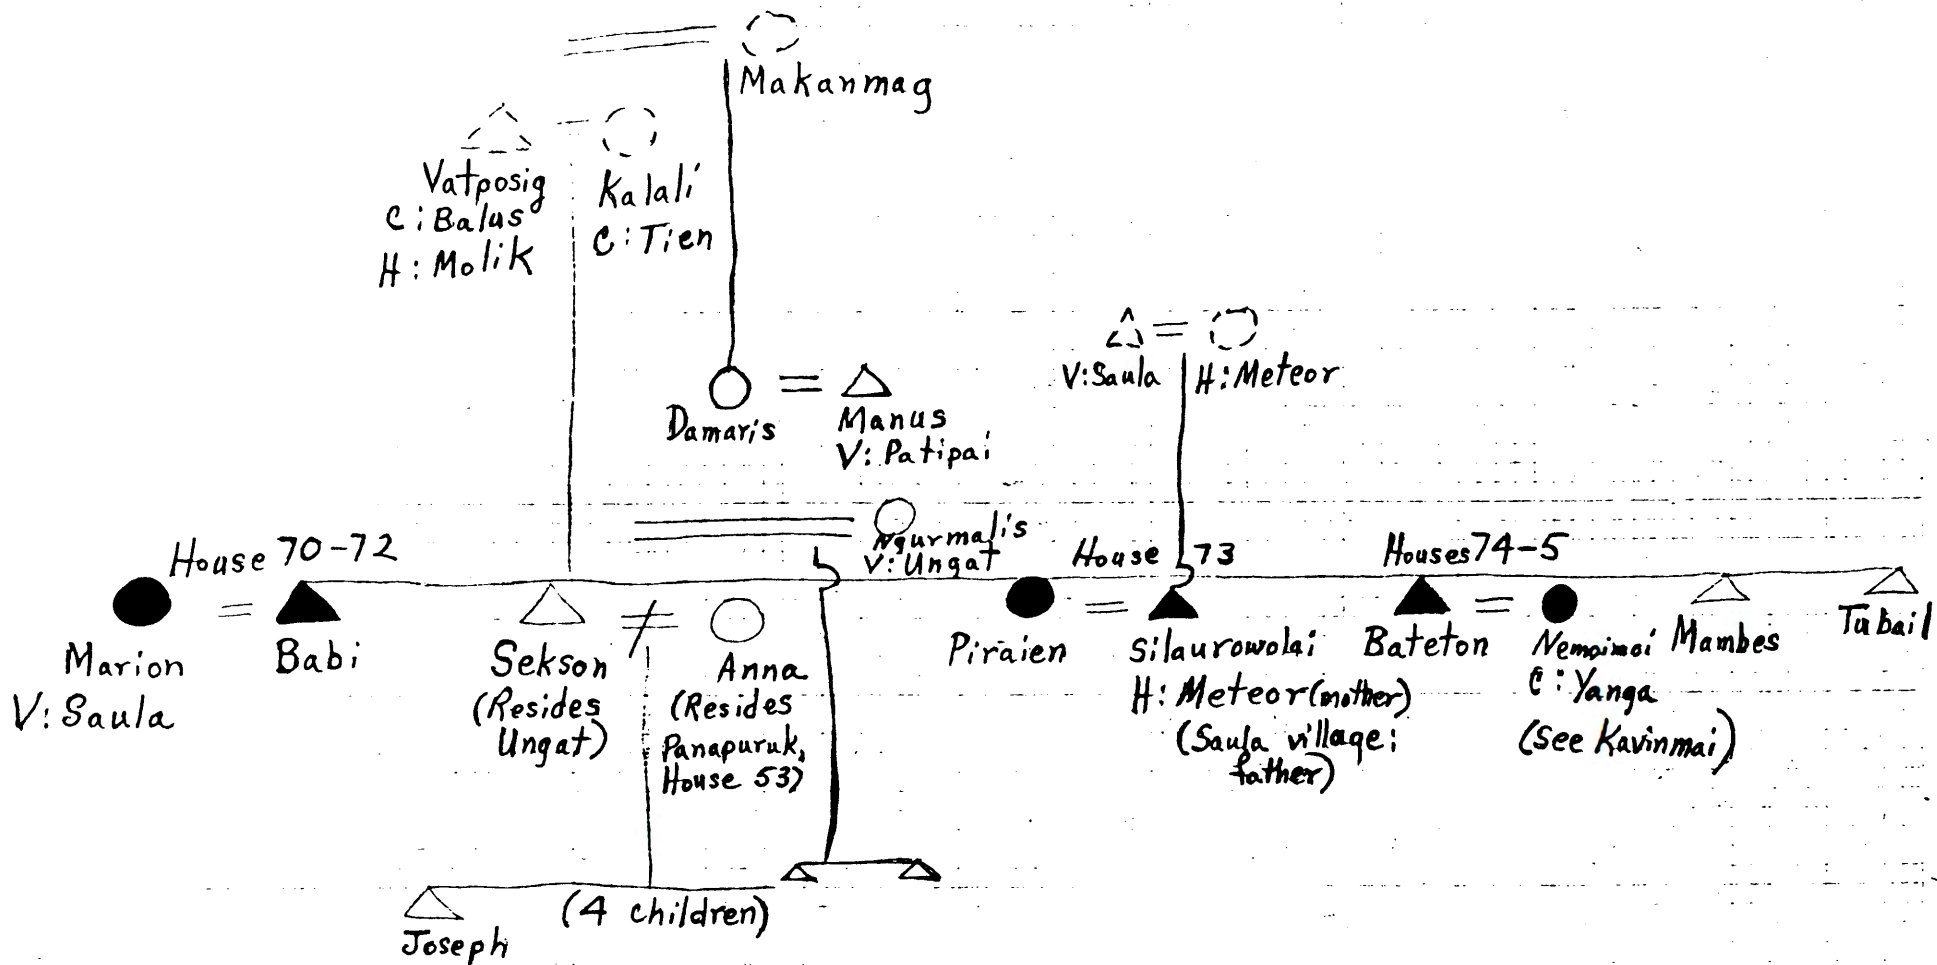 Makanmag
Vatposig
C: Balus
H: Molik
Kalali
C: Tien
V: Saula
H: Meteor
Damaris
Manus
V: Patipai
Ngurmalis
V: Ungat
House 70-72
House 73
Houses 74-5
Marion
V: Saula
Babi
Sekson
(Resides
Ungat)
Anna
(Resides
Panapuruk,
House 53)
Piraien
Silaurowolai
H: Meteor (mother)
(Saula village:
father)
Bateton
Nemoimoi
C: Yanga
(see Kavinmai)
Mambes
Tubail
Joseph
(4 children)